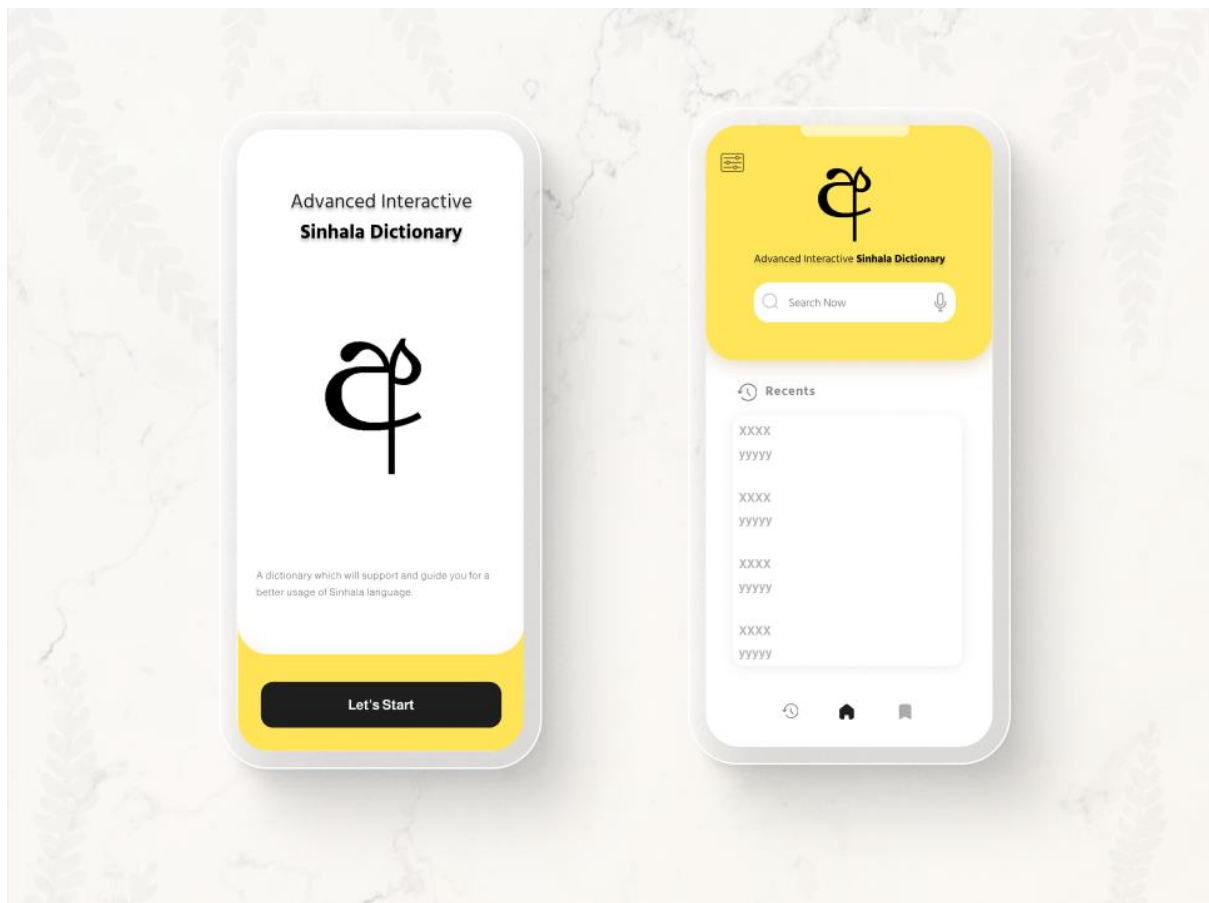 Advanced Interactive
Sinhala Dictionary
අ
A dictionary which will support and guide you for a
better usage of Sinhala language.
Let's Start
අ
Advanced Interactive Sinhala Dictionary
Search Now
Recents
xxxx
yyyyy
xxxx
yyyyy
xxxx
yyyyy
xxxx
yyyyy